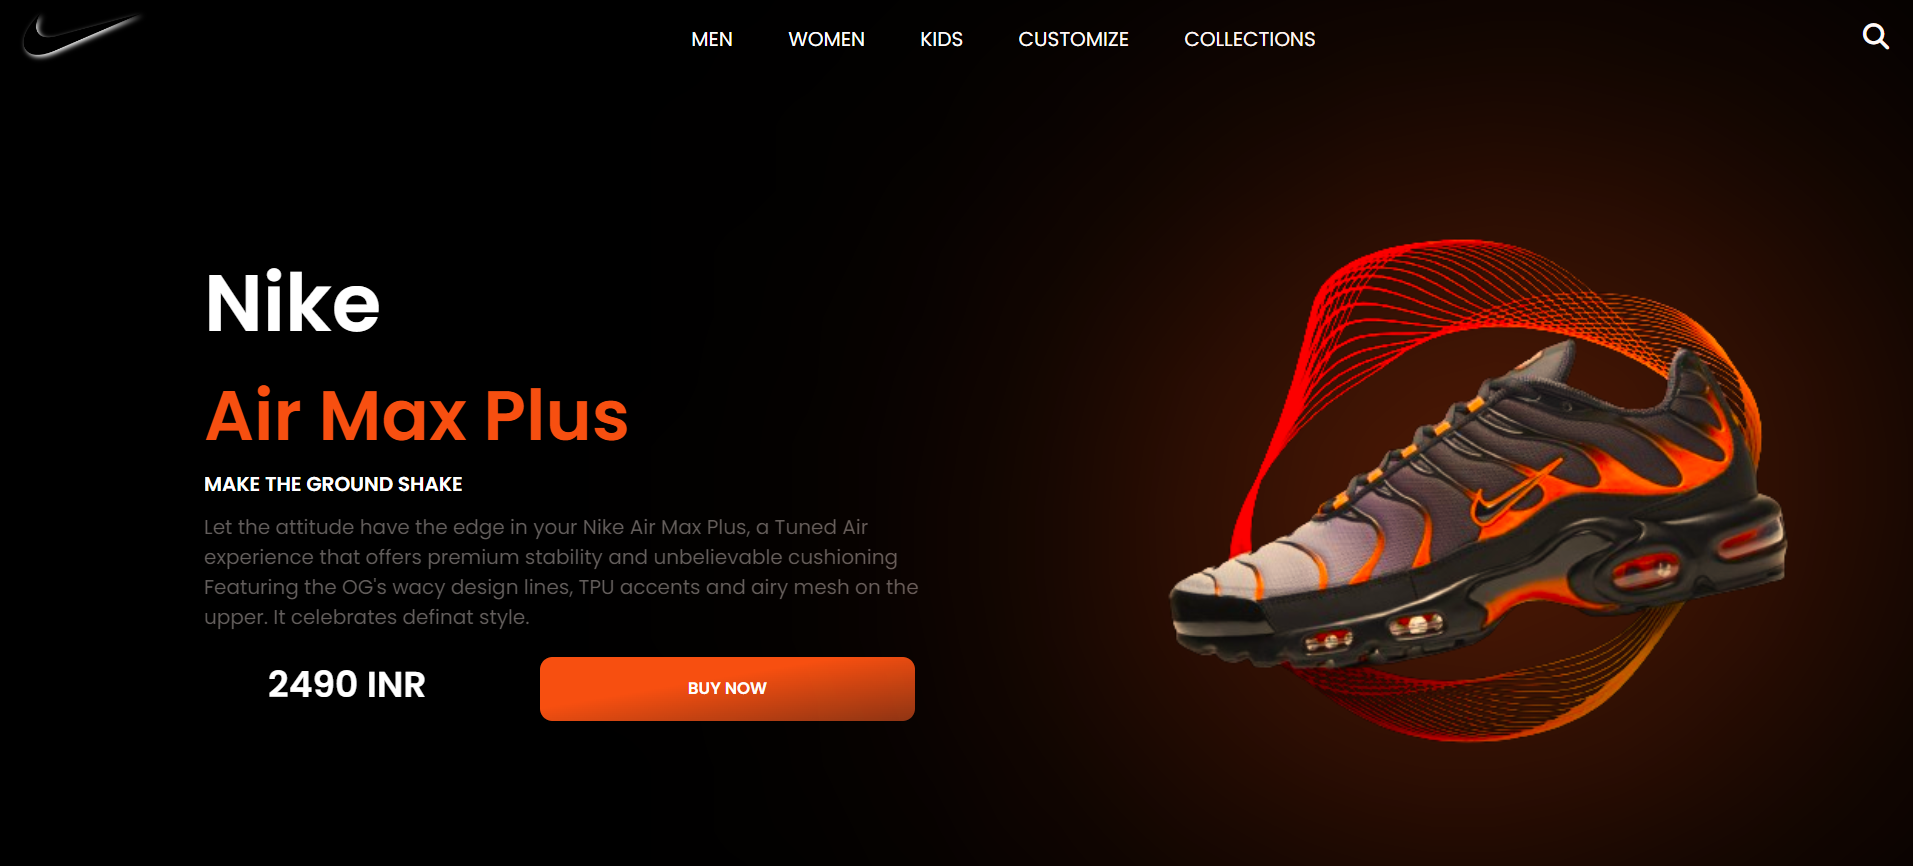 MEN WOMEN KIDS CUSTOMIZE COLLECTIONS
Nike
Air Max Plus
MAKE THE GROUND SHAKE
Let the attitude have the edge in your Nike Air Max Plus, a Tuned Air
experience that offers premium stability and unbelievable cushioning
Featuring the OG's wacy design lines, TPU accents and airy mesh on the
upper. It celebrates definat style.
2490 INR
BUY NOW